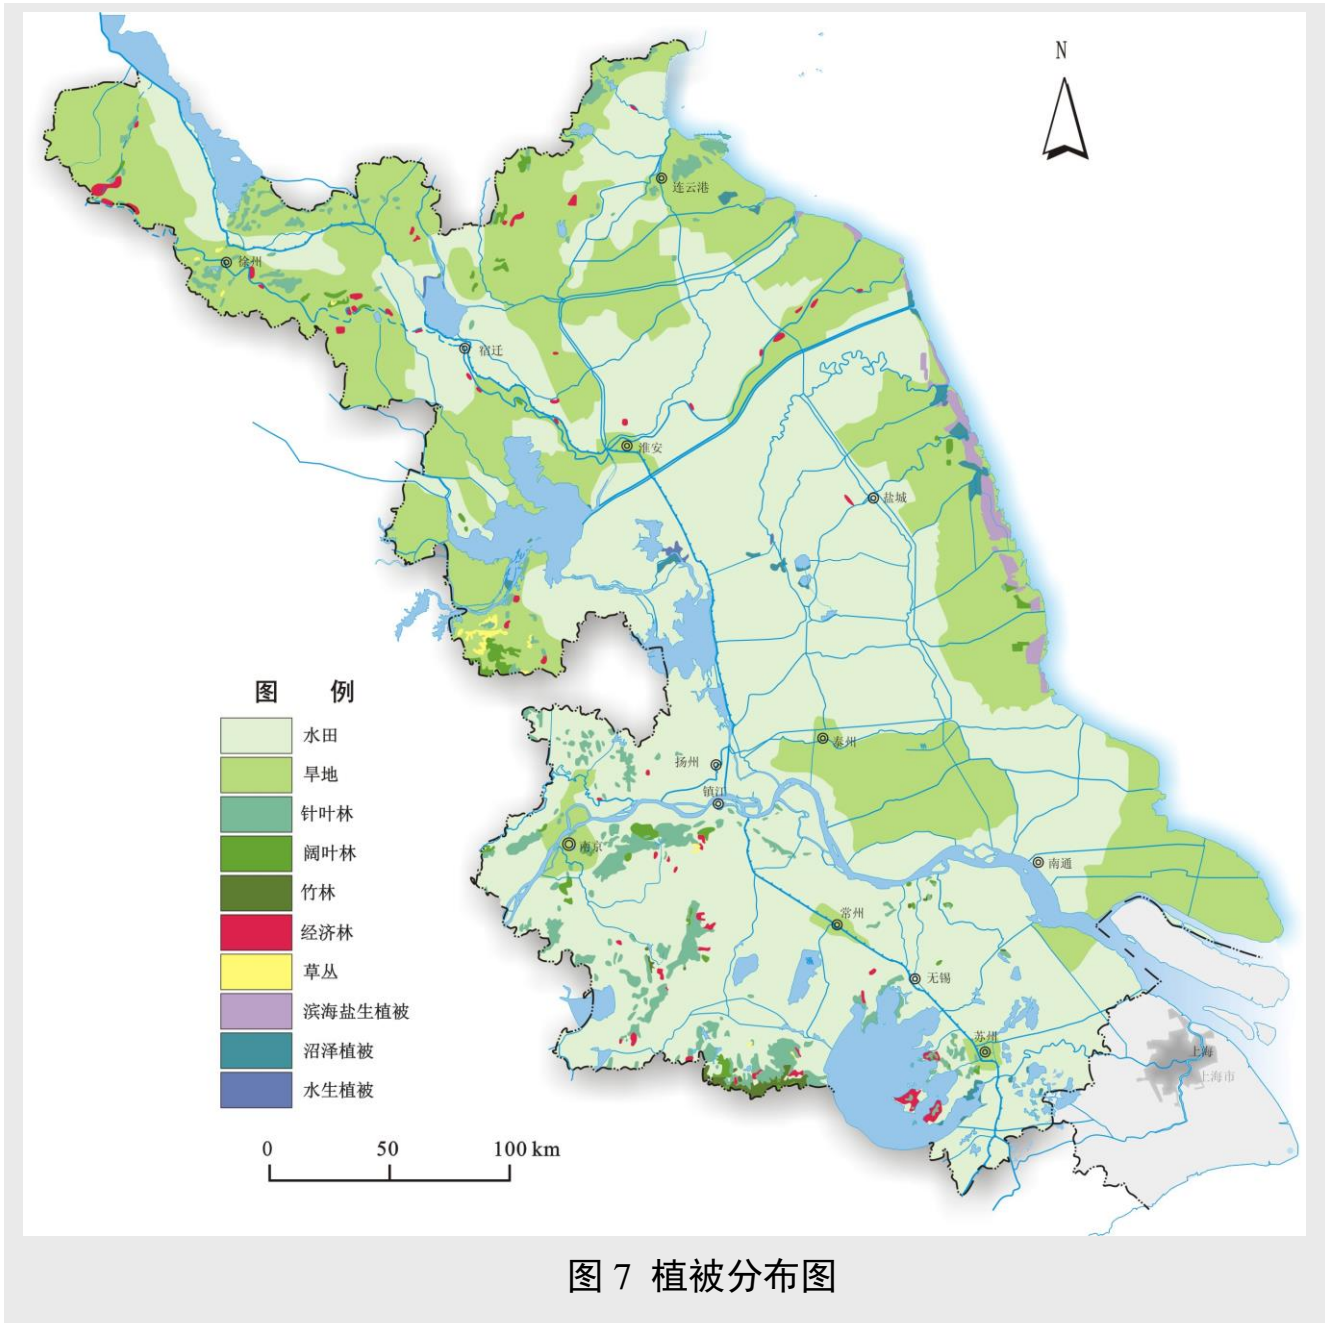 N
连云港
徐州
宿迁
淮安
盐城
图 例
水田
旱地
针叶林
阔叶林
竹林
经济林
草丛
滨海盐生植被
沼泽植被
水生植被
泰州
扬州
镇江
南京
南通
常州
无锡
苏州
上海
上海市
0 50 100 km
图 7 植被分布图